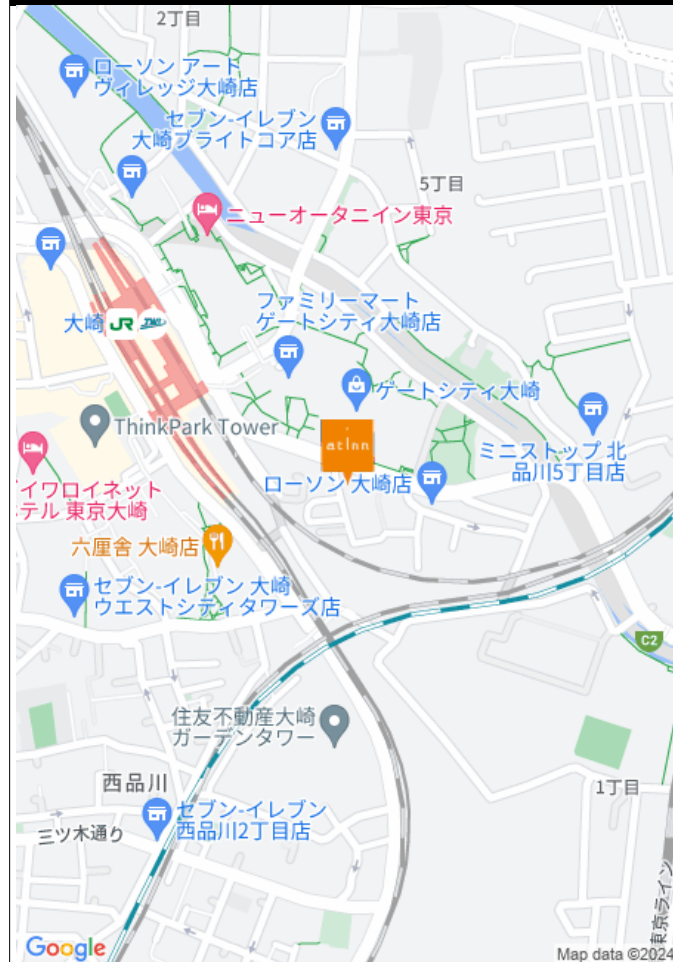 2丁目
ローソン アート
ヴィレッジ大崎店
セブン-イレブン
大崎ブライトコア店
5丁目
ニューオータニイン東京
ファミリーマート
ゲートシティ大崎店
大崎
JR
TWR
ゲートシティ大崎
ThinkPark Tower
atinn
ミニストップ 北
品川5丁目店
ローソン 大崎店
イワロイネット
ホテル 東京大崎
六厘舎 大崎店
セブン-イレブン 大崎
ウエストシティタワーズ店
C2
住友不動産大崎
ガーデンタワー
西品川
1丁目
セブン-イレブン
西品川2丁目店
三ツ木通り
東京ライン
Google
Map data ©2024